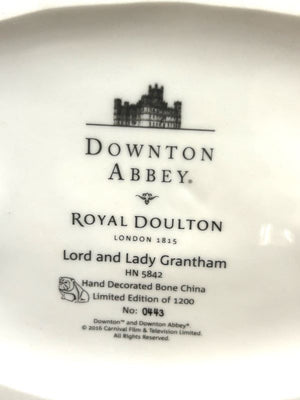 DOWNTON
ABBEY®
ROYAL DOULTON
LONDON 1815
Lord and Lady Grantham
HN 5842
Hand Decorated Bone China
Limited Edition of 1200
No: 0443
Downton™ and Downton Abbey®
© 2016 Carnival Film & Television Limited.
All Rights Reserved.